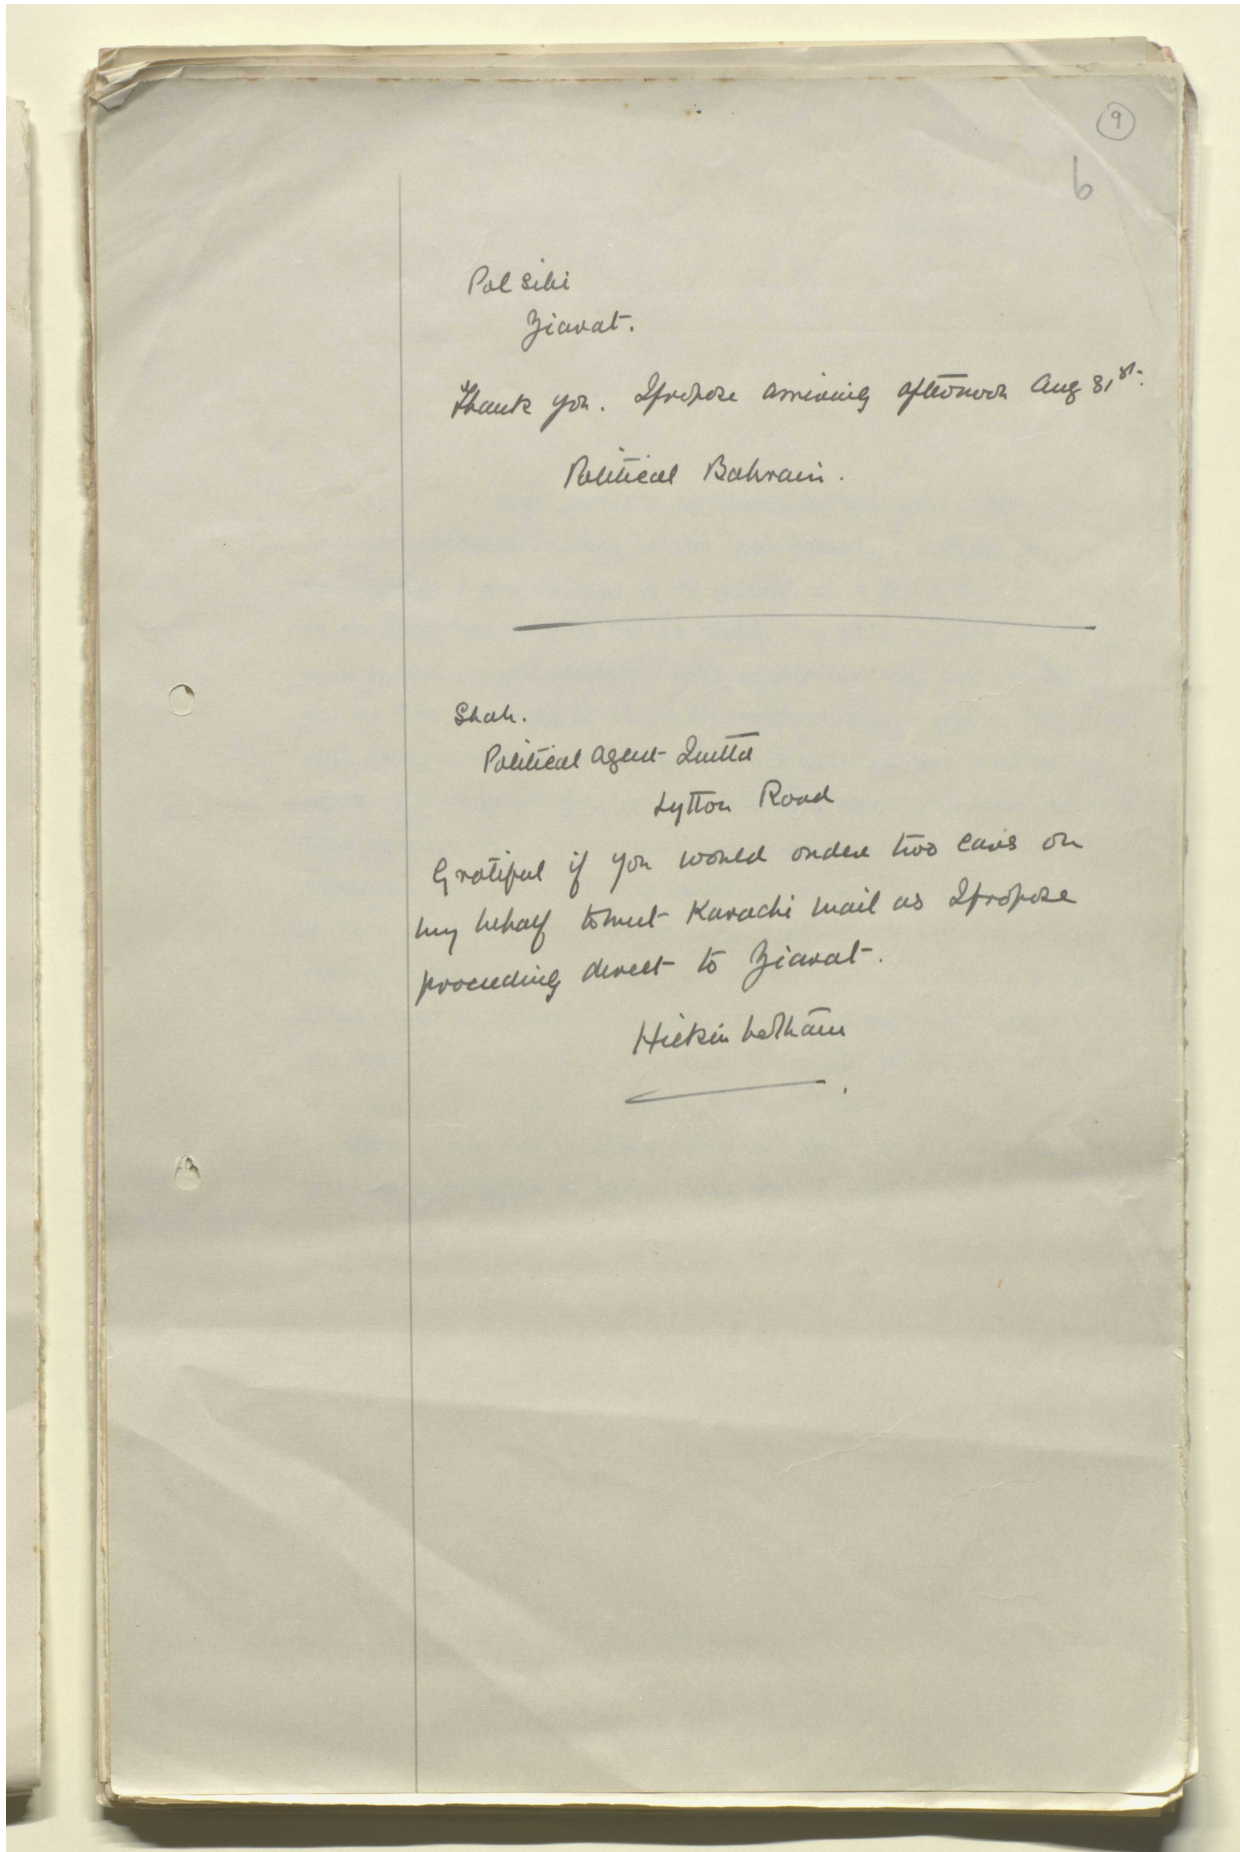 9
6
Pol Sibi
Ziarat.
Thank you. I propose arriving afternoon Aug 31st.
Political Bahrain.
Shah.
Political Agent Quetta
Lytton Road
Grateful if you would order two cars on
my behalf to meet Karachi mail as I propose
proceeding direct to Ziarat.
Hickinbotham